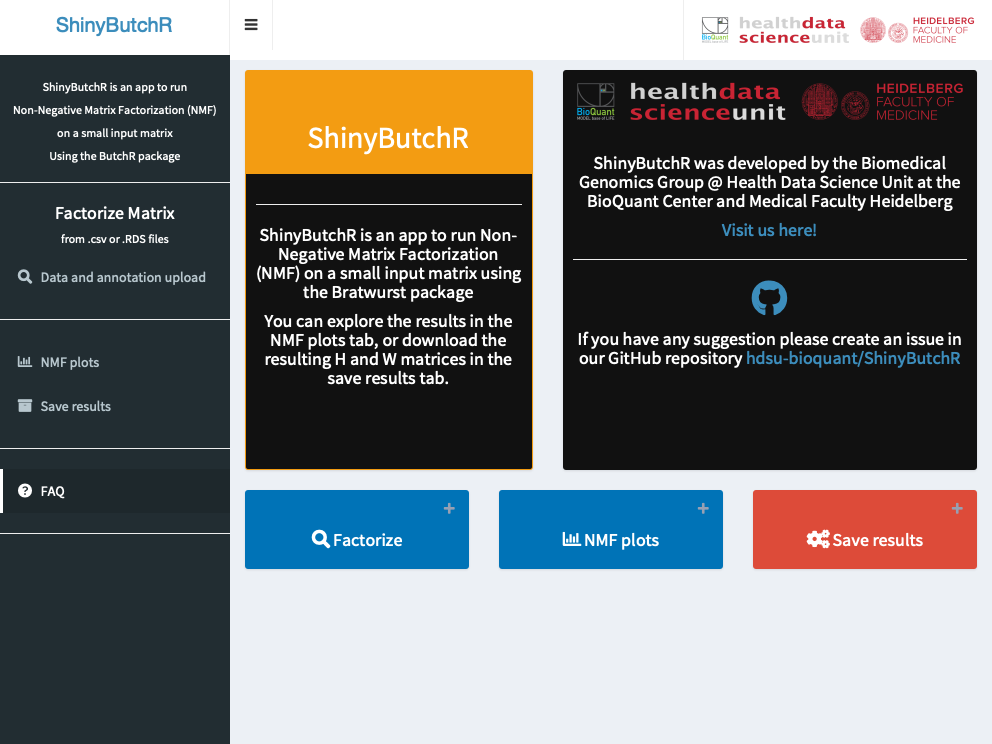 ShinyButchR
BioQuant
healthdata
scienceunit
HEIDELBERG
FACULTY OF
MEDICINE
ShinyButchR is an app to run
Non-Negative Matrix Factorization (NMF)
on a small input matrix
Using the ButchR package
Factorize Matrix
from .csv or .RDS files
Data and annotation upload
NMF plots
Save results
FAQ
ShinyButchR
ShinyButchR is an app to run Non-
Negative Matrix Factorization
(NMF) on a small input matrix using
the Bratwurst package
You can explore the results in the
NMF plots tab, or download the
resulting H and W matrices in the
save results tab.
BioQuant
MODEL base of LIFE
healthdata
scienceunit
HEIDELBERG
FACULTY OF
MEDICINE
ShinyButchR was developed by the Biomedical
Genomics Group @ Health Data Science Unit at the
BioQuant Center and Medical Faculty Heidelberg
Visit us here!
If you have any suggestion please create an issue in
our GitHub repository hdsu-bioquant/ShinyButchR
Factorize
NMF plots
Save results